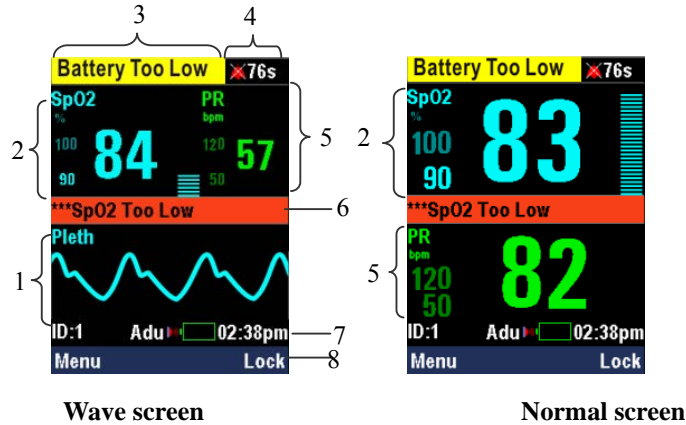 3
4
Battery Too Low 76s
SpO2 PR
% bpm
100 84 120 57
90 50
2
5
***SpO2 Too Low
6
Pleth
1
ID:1 Adu 02:38pm
7
Menu Lock
8
Wave screen
Battery Too Low 76s
SpO2
%
100 83
90
2
***SpO2 Too Low
PR
bpm
120 82
50
5
ID:1 Adu 02:38pm
Menu Lock
Normal screen